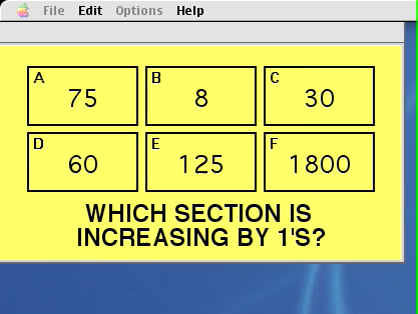 File Edit Options Help
A B C
75 8 30
D E F
60 125 1800
WHICH SECTION IS
INCREASING BY 1'S?